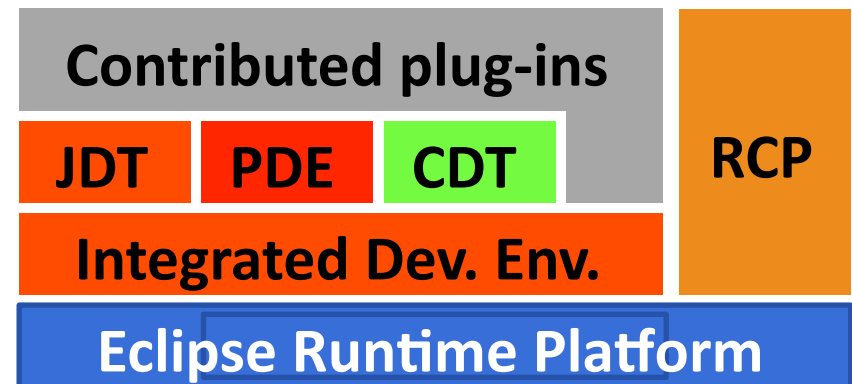 Contributed plug-ins
JDT PDE CDT
RCP
Integrated Dev. Env.
Eclipse Runtime Platform